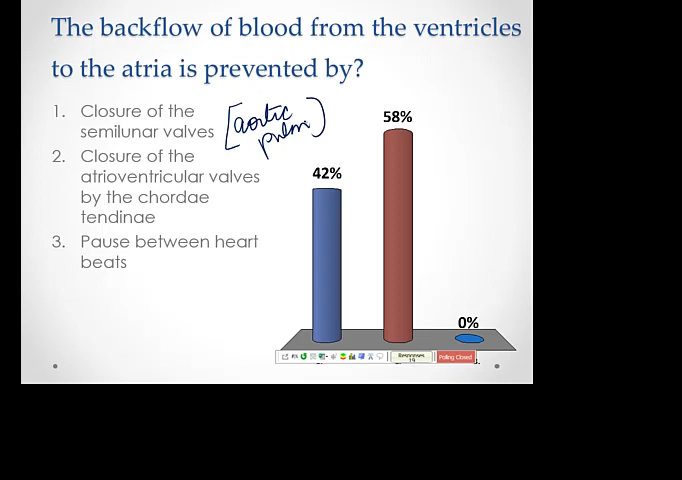 The backflow of blood from the ventricles
to the atria is prevented by?
1. Closure of the
semilunar valves
[aortic
pulm)
2. Closure of the
atrioventricular valves
by the chordae
tendinae
3. Pause between heart
beats
42%
58%
0%
Responses
19
Polling Closed